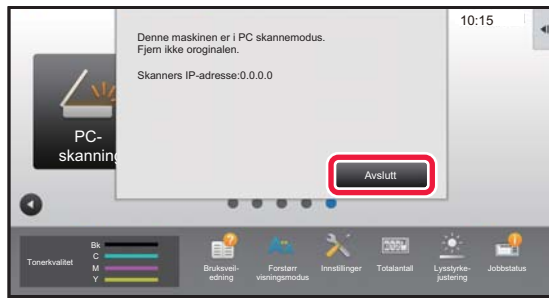 10:15
Denne maskinen er i PC skannemodus.
Fjern ikke oroginalen.
Skanners IP-adresse:0.0.0.0
PC-
skanning
Avslutt
Tonerkvalitet
Bk
C
M
Y
Bruksveil-
edning
Forstørr
visningsmodus
Innstillinger
Totalantall
Lysstyrke-
justering
Jobbstatus